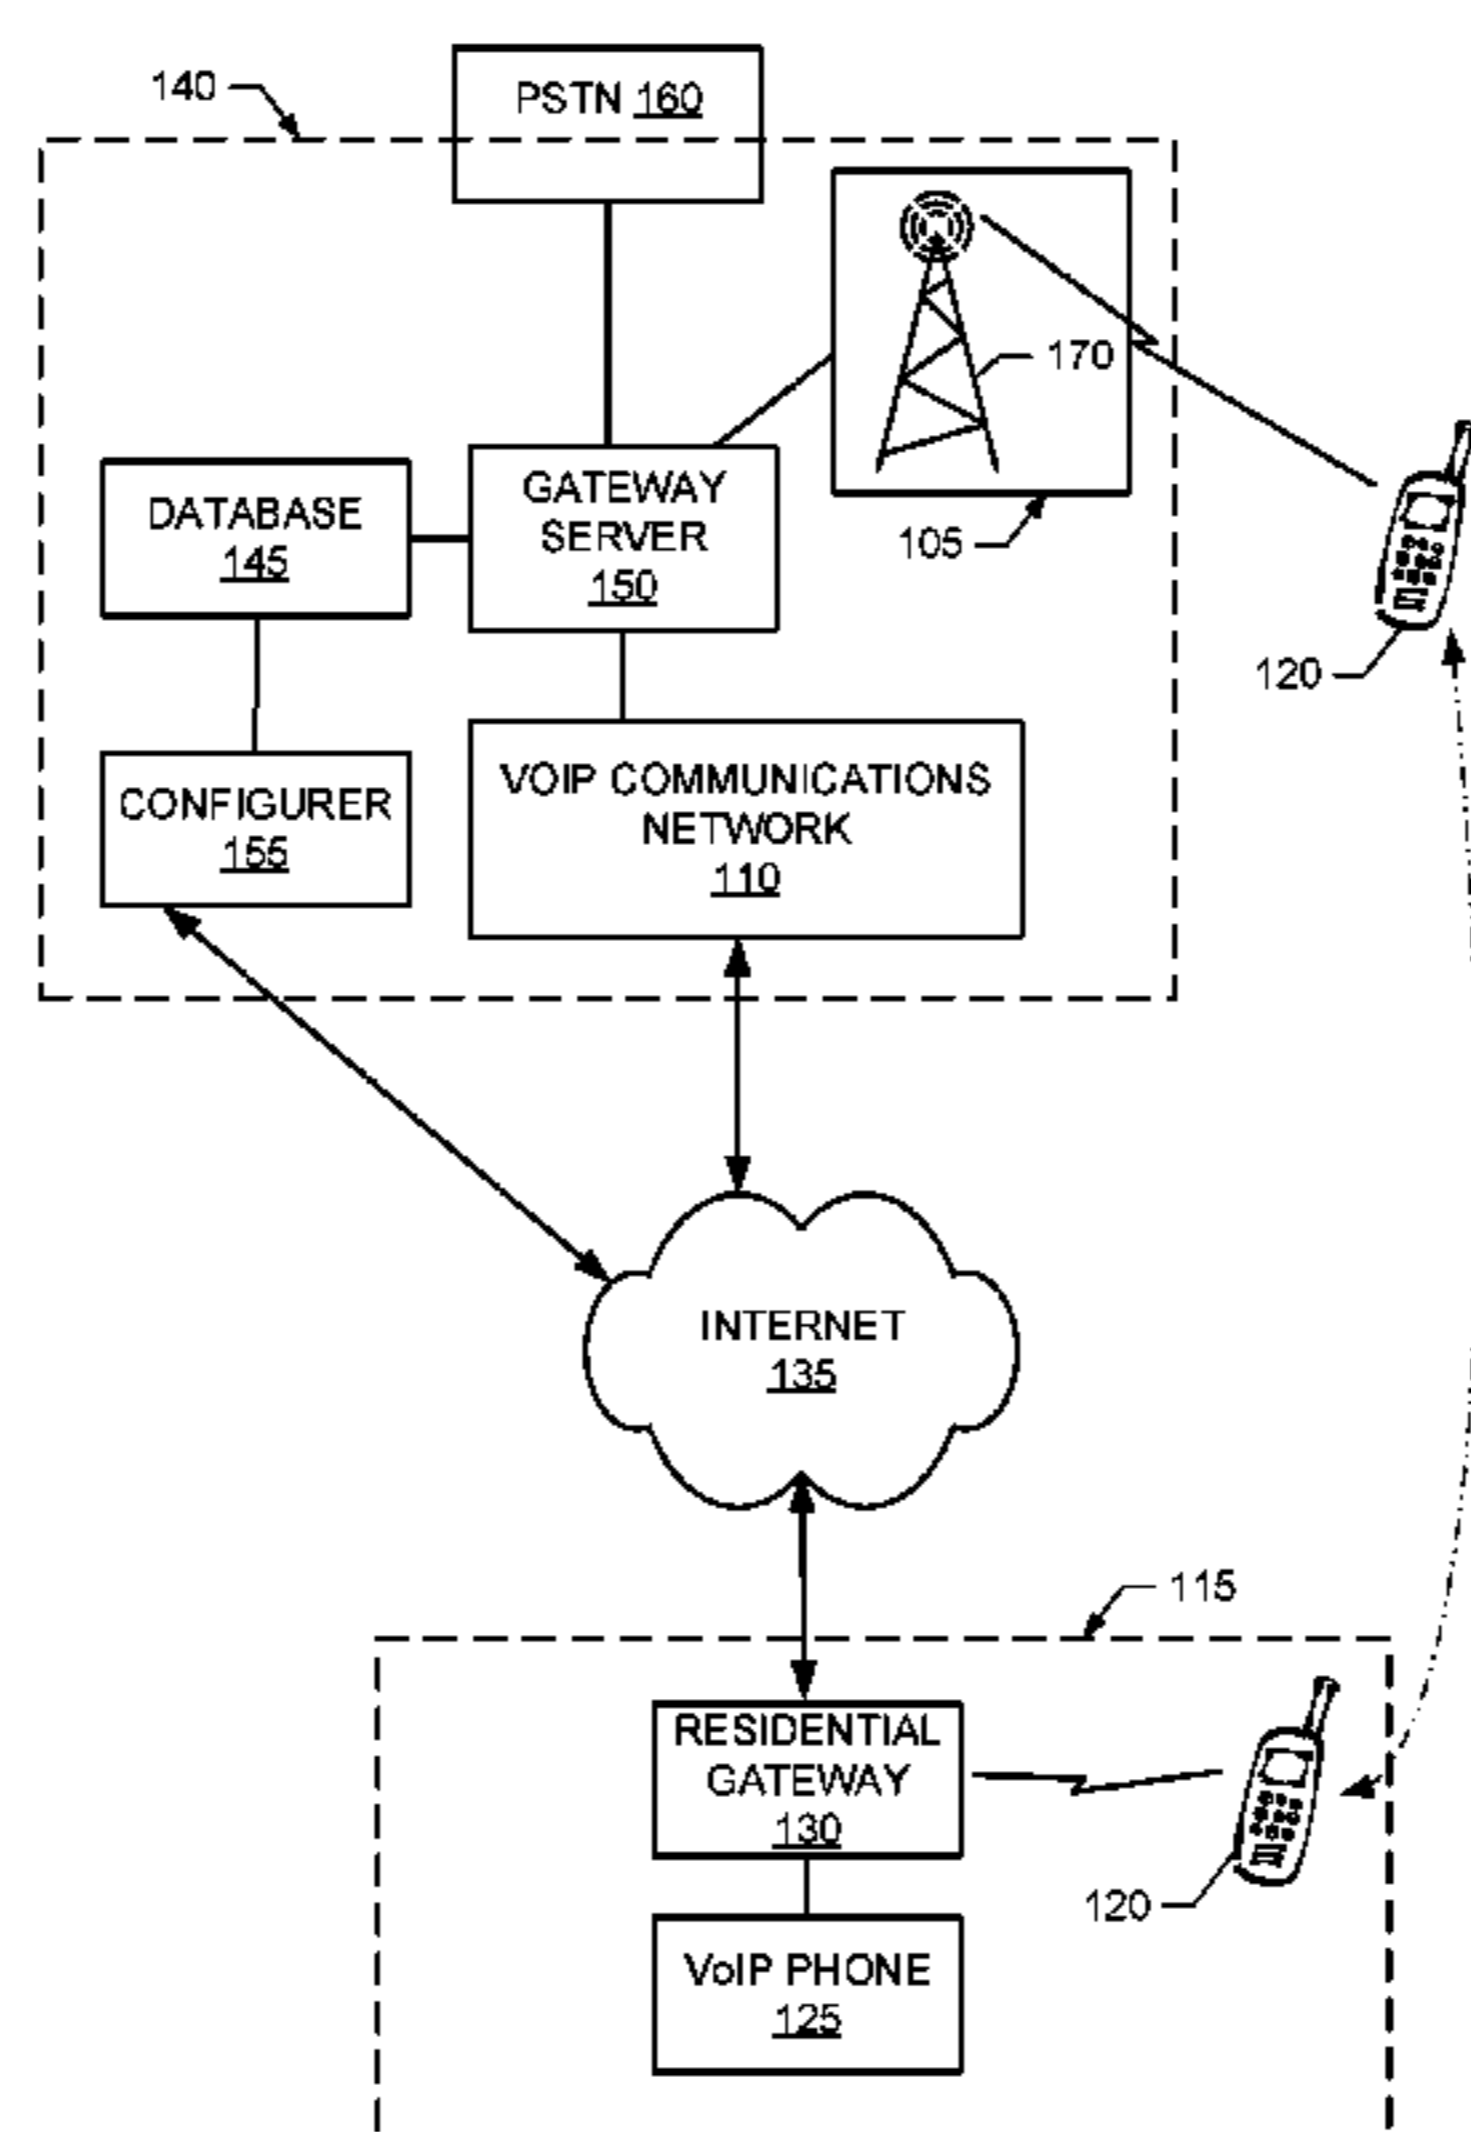 140
PSTN 160
170
105
DATABASE
145
GATEWAY
SERVER
150
120
CONFIGURER
155
VOIP COMMUNICATIONS
NETWORK
110
INTERNET
135
115
RESIDENTIAL
GATEWAY
130
120
VoIP PHONE
125